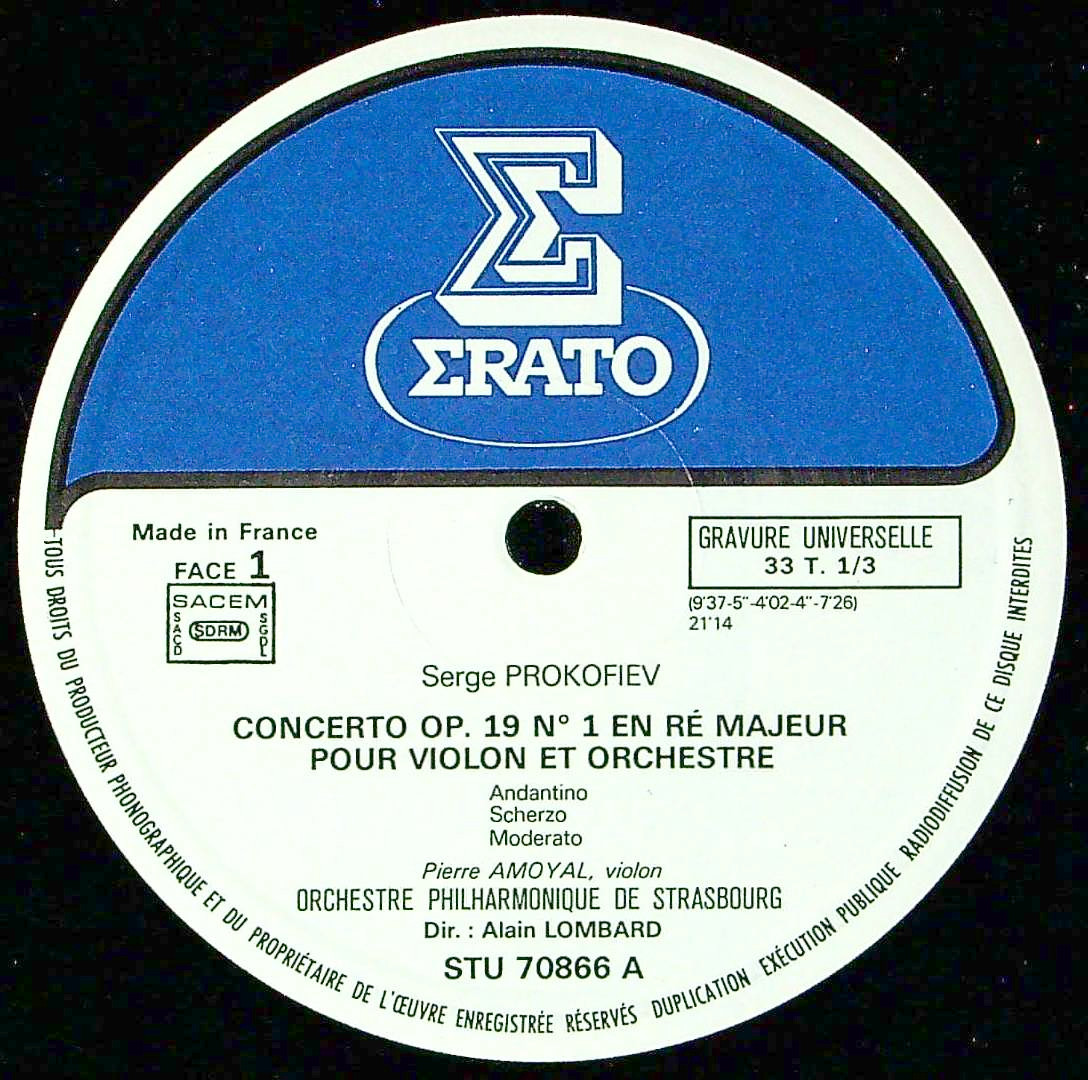 Σ
ΣRATO
Made in France
FACE 1
SACEM
SACD
SDRM
SGDL
GRAVURE UNIVERSELLE
33 T. 1/3
(9'37-5"-4'02-4"-7'26)
21'14
Serge PROKOFIEV
CONCERTO OP. 19 N° 1 EN RÉ MAJEUR
POUR VIOLON ET ORCHESTRE
Andantino
Scherzo
Moderato
Pierre AMOYAL, violon
ORCHESTRE PHILHARMONIQUE DE STRASBOURG
Dir. : Alain LOMBARD
STU 70866 A
-TOUS DROITS DU PRODUCTEUR PHONOGRAPHIQUE ET DU PROPRIÉTAIRE DE L'ŒUVRE ENREGISTRÉE RÉSERVÉS DUPLICATION EXÉCUTION PUBLIQUE RADIODIFFUSION DE CE DISQUE INTERDITES